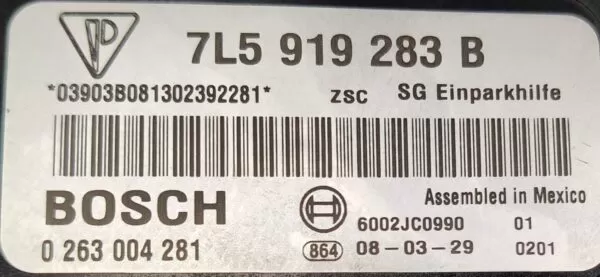 7L5 919 283 B
*03903B081302392281* ZSC SG Einparkhilfe
BOSCH
Assembled in Mexico
6002JC0990 01
0 263 004 281 864 08-03-29 0201